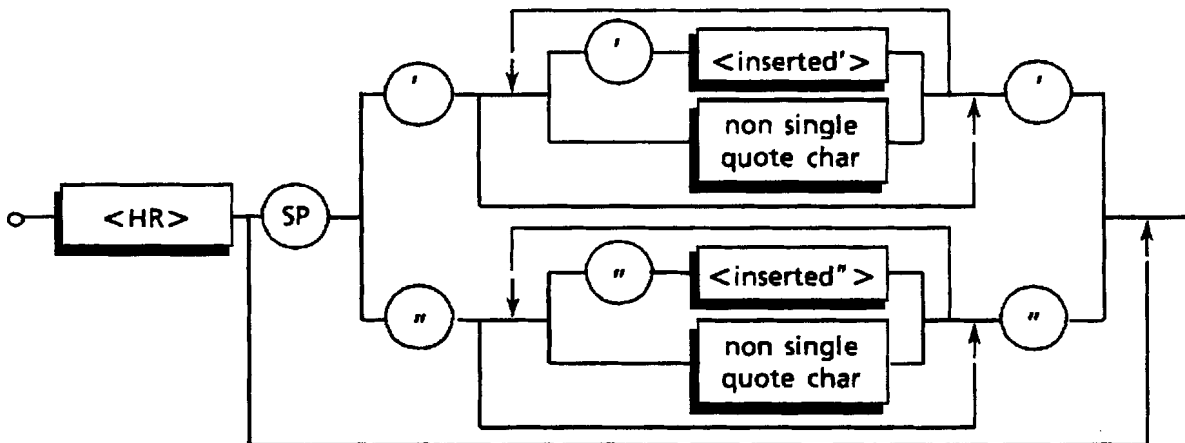 <HR>
SP
'
'
<inserted'>
non single
quote char
'
"
"
<inserted">
non single
quote char
"